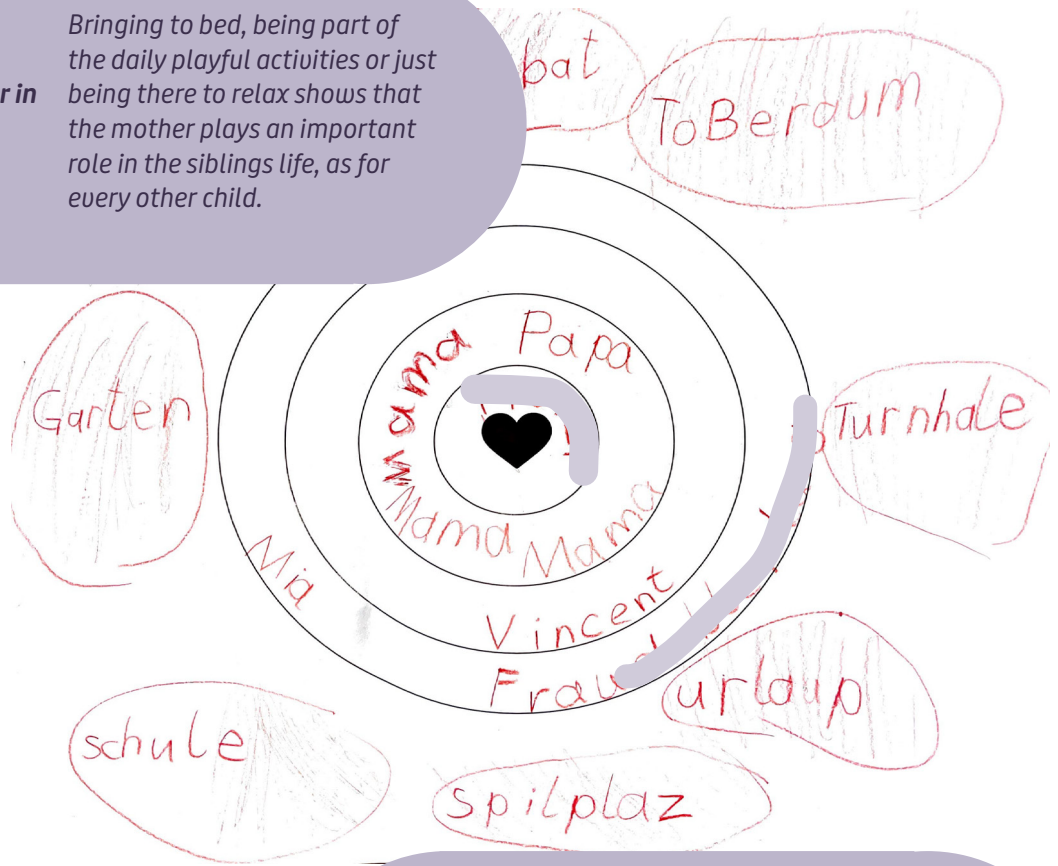 Bringing to bed, being part of
the daily playful activities or just
r in being there to relax shows that
the mother plays an important
role in the siblings life, as for
every other child.
bat
ToBeraum
Papa
Mama
Garten
Turnhale
Mama Mama
Mia
Vincent
Frau
urlaup
schule
spilplaz